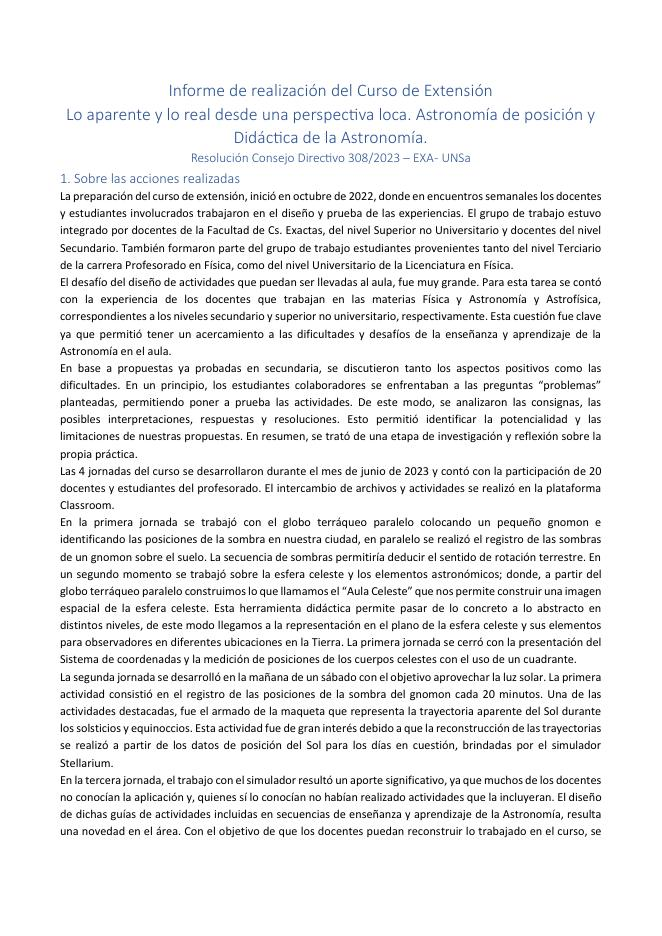 Informe de realización del Curso de Extensión
Lo aparente y lo real desde una perspectiva loca. Astronomía de posición y
Didáctica de la Astronomía.
Resolución Consejo Directivo 308/2023 – EXA- UNSa
1. Sobre las acciones realizadas
La preparación del curso de extensión, inició en octubre de 2022, donde en encuentros semanales los docentes
y estudiantes involucrados trabajaron en el diseño y prueba de las experiencias. El grupo de trabajo estuvo
integrado por docentes de la Facultad de Cs. Exactas, del nivel Superior no Universitario y docentes del nivel
Secundario. También formaron parte del grupo de trabajo estudiantes provenientes tanto del nivel Terciario
de la carrera Profesorado en Física, como del nivel Universitario de la Licenciatura en Física.
El desafío del diseño de actividades que puedan ser llevadas al aula, fue muy grande. Para esta tarea se contó
con la experiencia de los docentes que trabajan en las materias Física y Astronomía y Astrofísica,
correspondientes a los niveles secundario y superior no universitario, respectivamente. Esta cuestión fue clave
ya que permitió tener un acercamiento a las dificultades y desafíos de la enseñanza y aprendizaje de la
Astronomía en el aula.
En base a propuestas ya probadas en secundaria, se discutieron tanto los aspectos positivos como las
dificultades. En un principio, los estudiantes colaboradores se enfrentaban a las preguntas “problemas”
planteadas, permitiendo poner a prueba las actividades. De este modo, se analizaron las consignas, las
posibles interpretaciones, respuestas y resoluciones. Esto permitió identificar la potencialidad y las
limitaciones de nuestras propuestas. En resumen, se trató de una etapa de investigación y reflexión sobre la
propia práctica.
Las 4 jornadas del curso se desarrollaron durante el mes de junio de 2023 y contó con la participación de 20
docentes y estudiantes del profesorado. El intercambio de archivos y actividades se realizó en la plataforma
Classroom.
En la primera jornada se trabajó con el globo terráqueo paralelo colocando un pequeño gnomon e
identificando las posiciones de la sombra en nuestra ciudad, en paralelo se realizó el registro de las sombras
de un gnomon sobre el suelo. La secuencia de sombras permitiría deducir el sentido de rotación terrestre. En
un segundo momento se trabajó sobre la esfera celeste y los elementos astronómicos; donde, a partir del
globo terráqueo paralelo construimos lo que llamamos el “Aula Celeste” que nos permite construir una imagen
espacial de la esfera celeste. Esta herramienta didáctica permite pasar de lo concreto a lo abstracto en
distintos niveles, de este modo llegamos a la representación en el plano de la esfera celeste y sus elementos
para observadores en diferentes ubicaciones en la Tierra. La primera jornada se cerró con la presentación del
Sistema de coordenadas y la medición de posiciones de los cuerpos celestes con el uso de un cuadrante.
La segunda jornada se desarrolló en la mañana de un sábado con el objetivo aprovechar la luz solar. La primera
actividad consistió en el registro de las posiciones de la sombra del gnomon cada 20 minutos. Una de las
actividades destacadas, fue el armado de la maqueta que representa la trayectoria aparente del Sol durante
los solsticios y equinoccios. Esta actividad fue de gran interés debido a que la reconstrucción de las trayectorias
se realizó a partir de los datos de posición del Sol para los días en cuestión, brindadas por el simulador
Stellarium.
En la tercera jornada, el trabajo con el simulador resultó un aporte significativo, ya que muchos de los docentes
no conocían la aplicación y, quienes sí lo conocían no habían realizado actividades que la incluyeran. El diseño
de dichas guías de actividades incluidas en secuencias de enseñanza y aprendizaje de la Astronomía, resulta
una novedad en el área. Con el objetivo de que los docentes puedan reconstruir lo trabajado en el curso, se